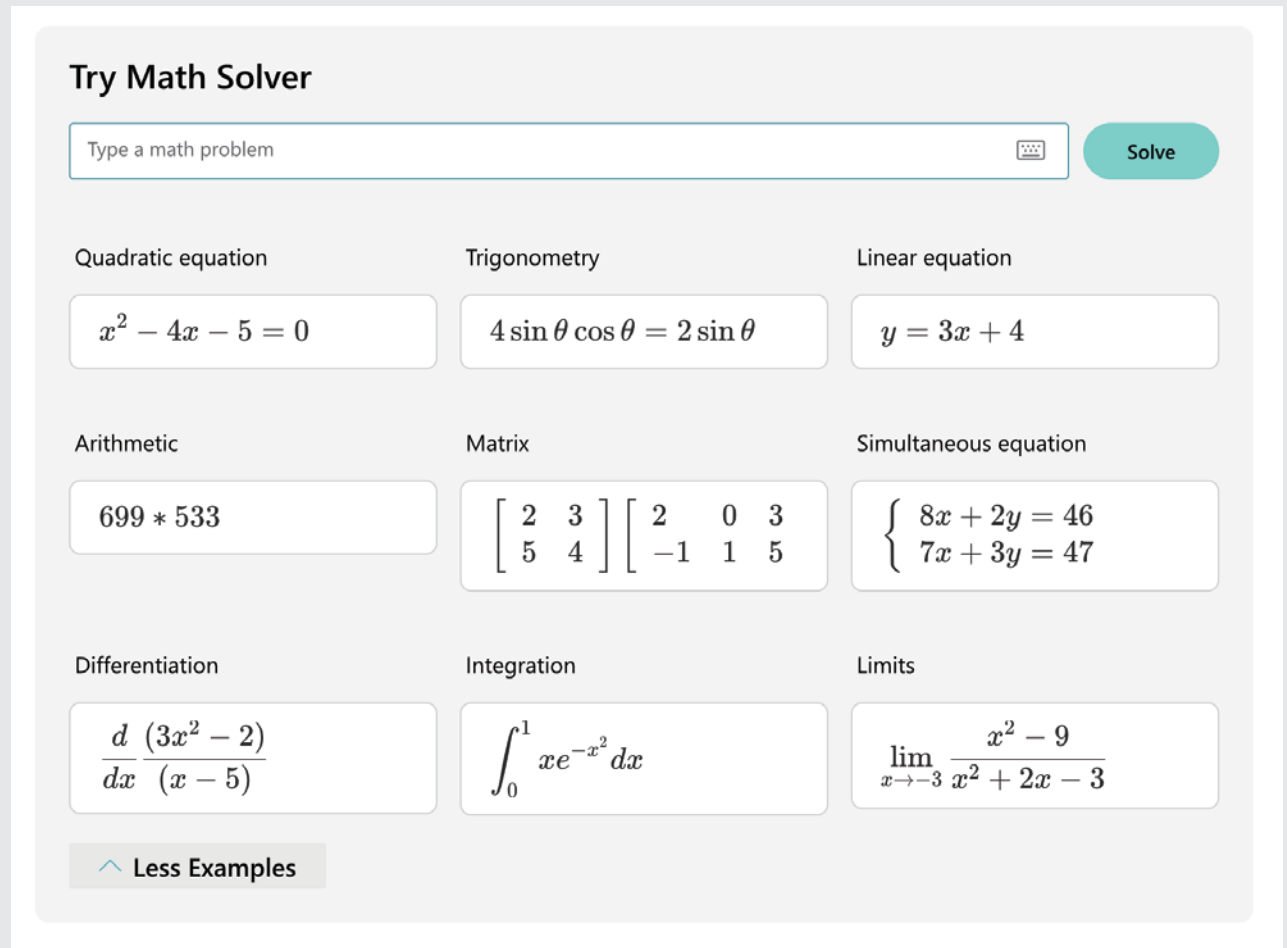 Try Math Solver
Type a math problem
Solve
Quadratic equation
Trigonometry
Linear equation
x² − 4x − 5 = 0
4 sin θ cos θ = 2 sin θ
y = 3x + 4
Arithmetic
Matrix
Simultaneous equation
699 ∗ 533
[ 2 3 ] [ 2 0 3
[ 5 4 ] [ −1 1 5
{ 8x + 2y = 46
{ 7x + 3y = 47
Differentiation
Integration
Limits
d/dx (3x² − 2)/(x − 5)
∫₀¹ xe^(−x²) dx
lim x→−3 (x² − 9)/(x² + 2x − 3)
Less Examples